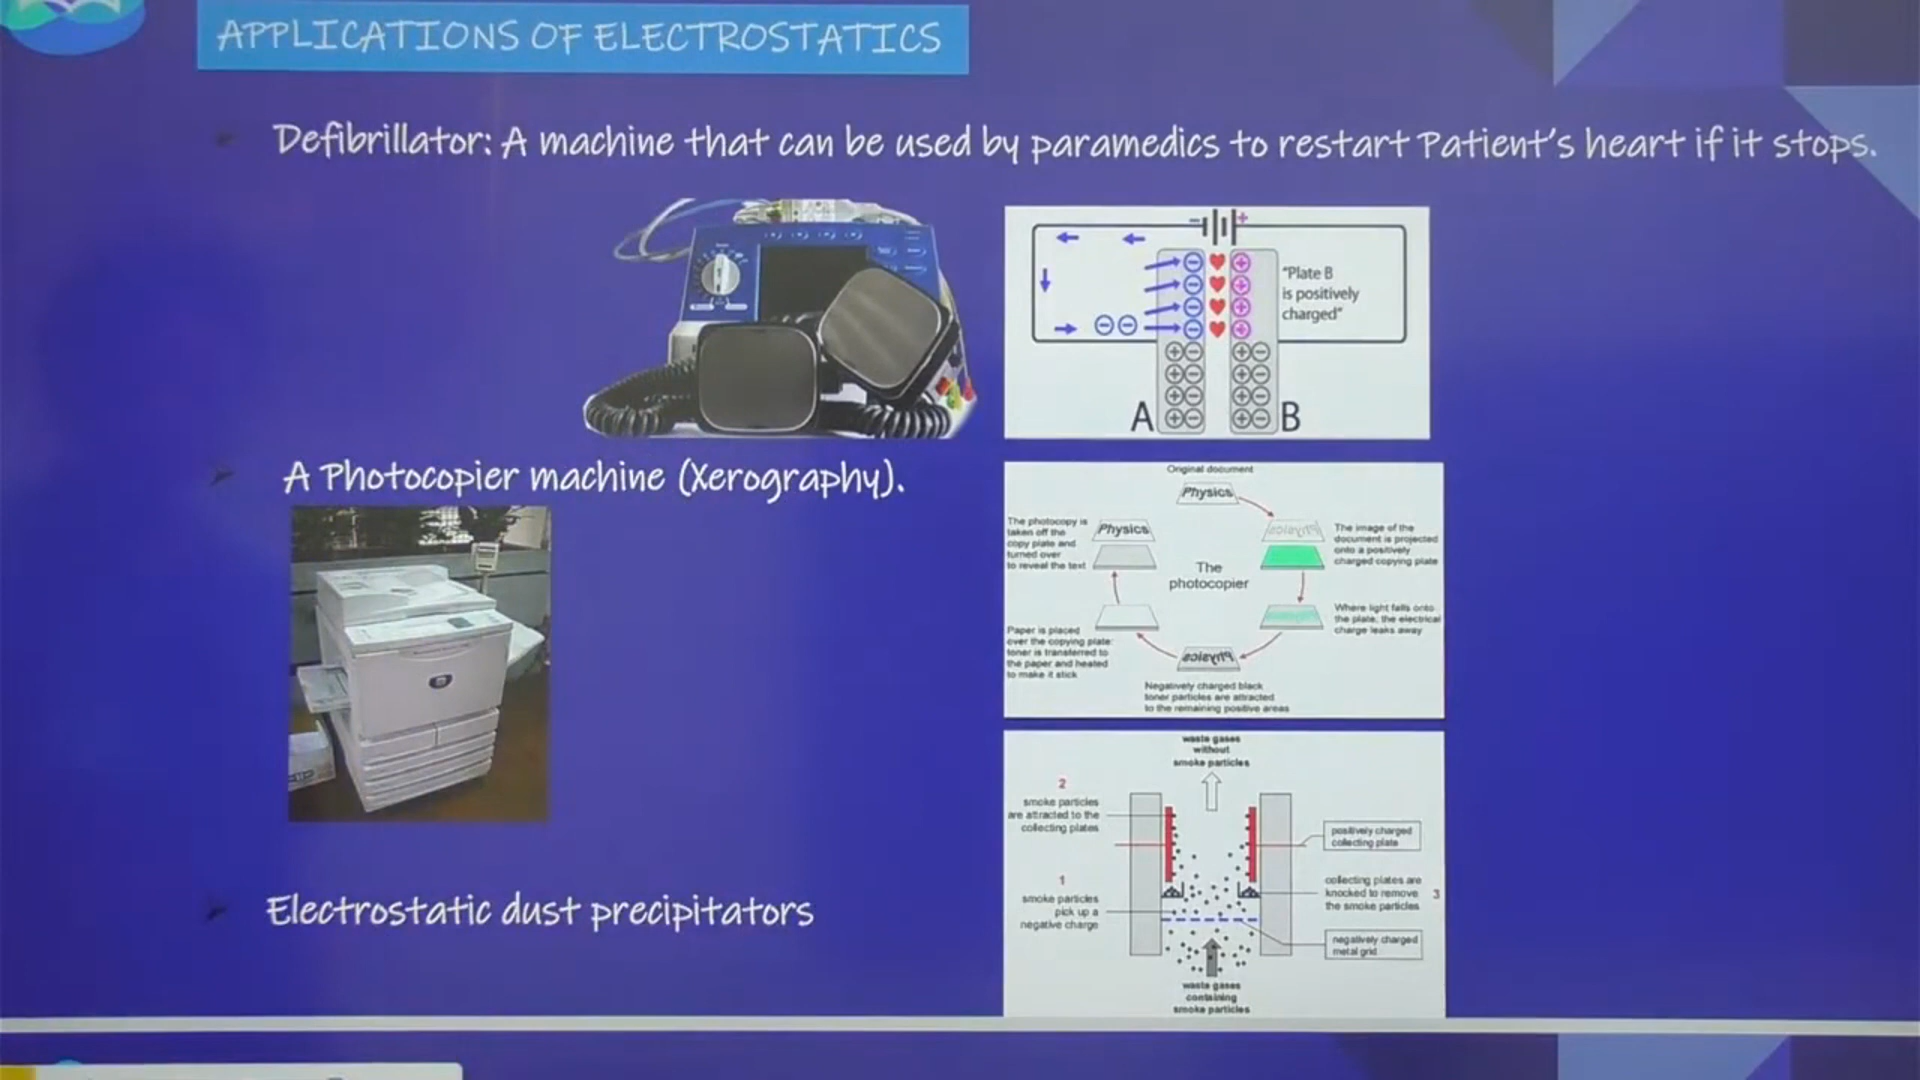 APPLICATIONS OF ELECTROSTATICS
Defibrillator: A machine that can be used by paramedics to restart Patient's heart if it stops.
- +
"Plate B
is positively
charged"
A
B
A Photocopier machine (Xerography).
Original document
Physics
The photocopy is
taken off the
copy plate and
turned over
to reveal the text
Physics
Physics
The image of the
document is projected
onto a positively
charged copying plate
The
photocopier
Where light falls onto
the plate, the electrical
charge leaks away
Paper is placed
over the copying plate:
toner is transferred to
the paper and heated
to make it stick
Physics
Negatively charged black
toner particles are attracted
to the remaining positive areas
Electrostatic dust precipitators
waste gases
without
smoke particles
2
smoke particles
are attracted to the
collecting plates
positively charged
collecting plate
1
smoke particles
pick up a
negative charge
collecting plates are
knocked to remove
the smoke particles
3
negatively charged
metal grid
waste gases
containing
smoke particles